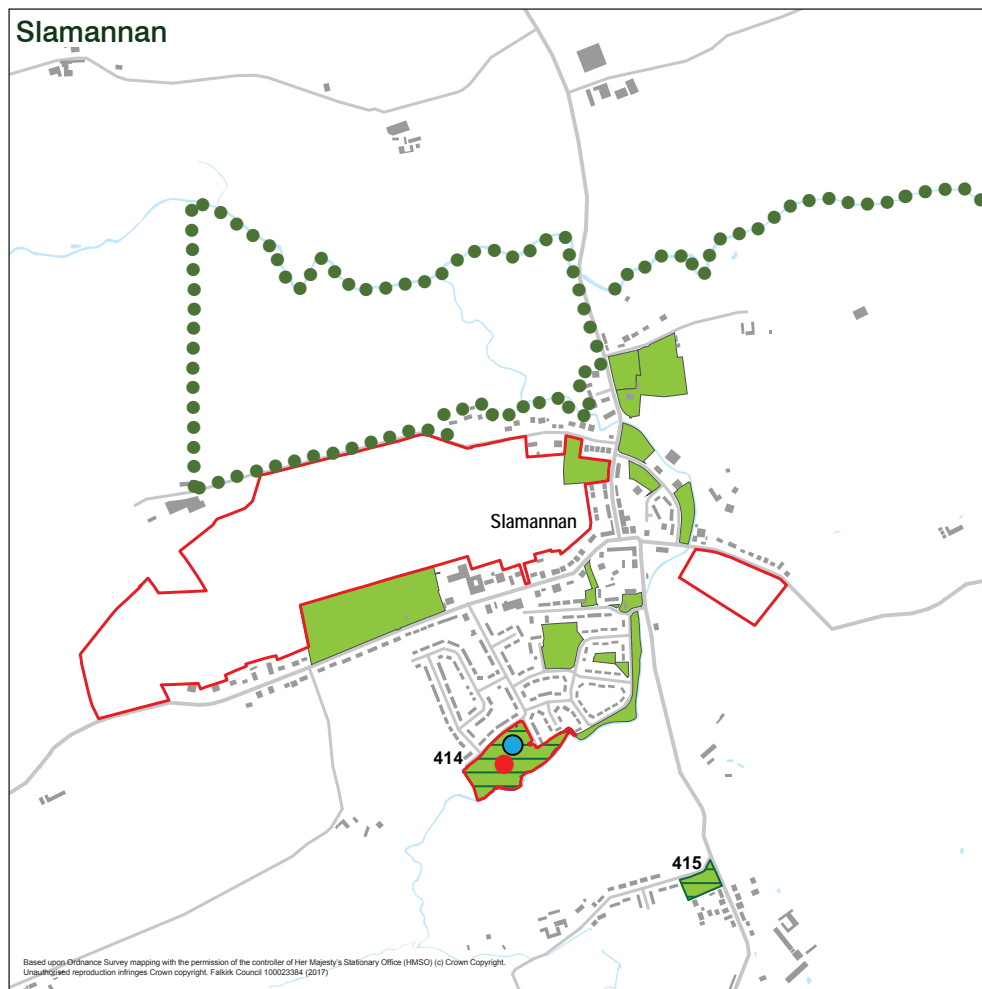 Slamannan
Slamannan
414
415
Based upon Ordnance Survey mapping with the permission of the controller of Her Majesty's Stationary Office (HMSO) (c) Crown Copyright.
Unauthorised reproduction infringes Crown copyright. Falkirk Council 100023384 (2017)